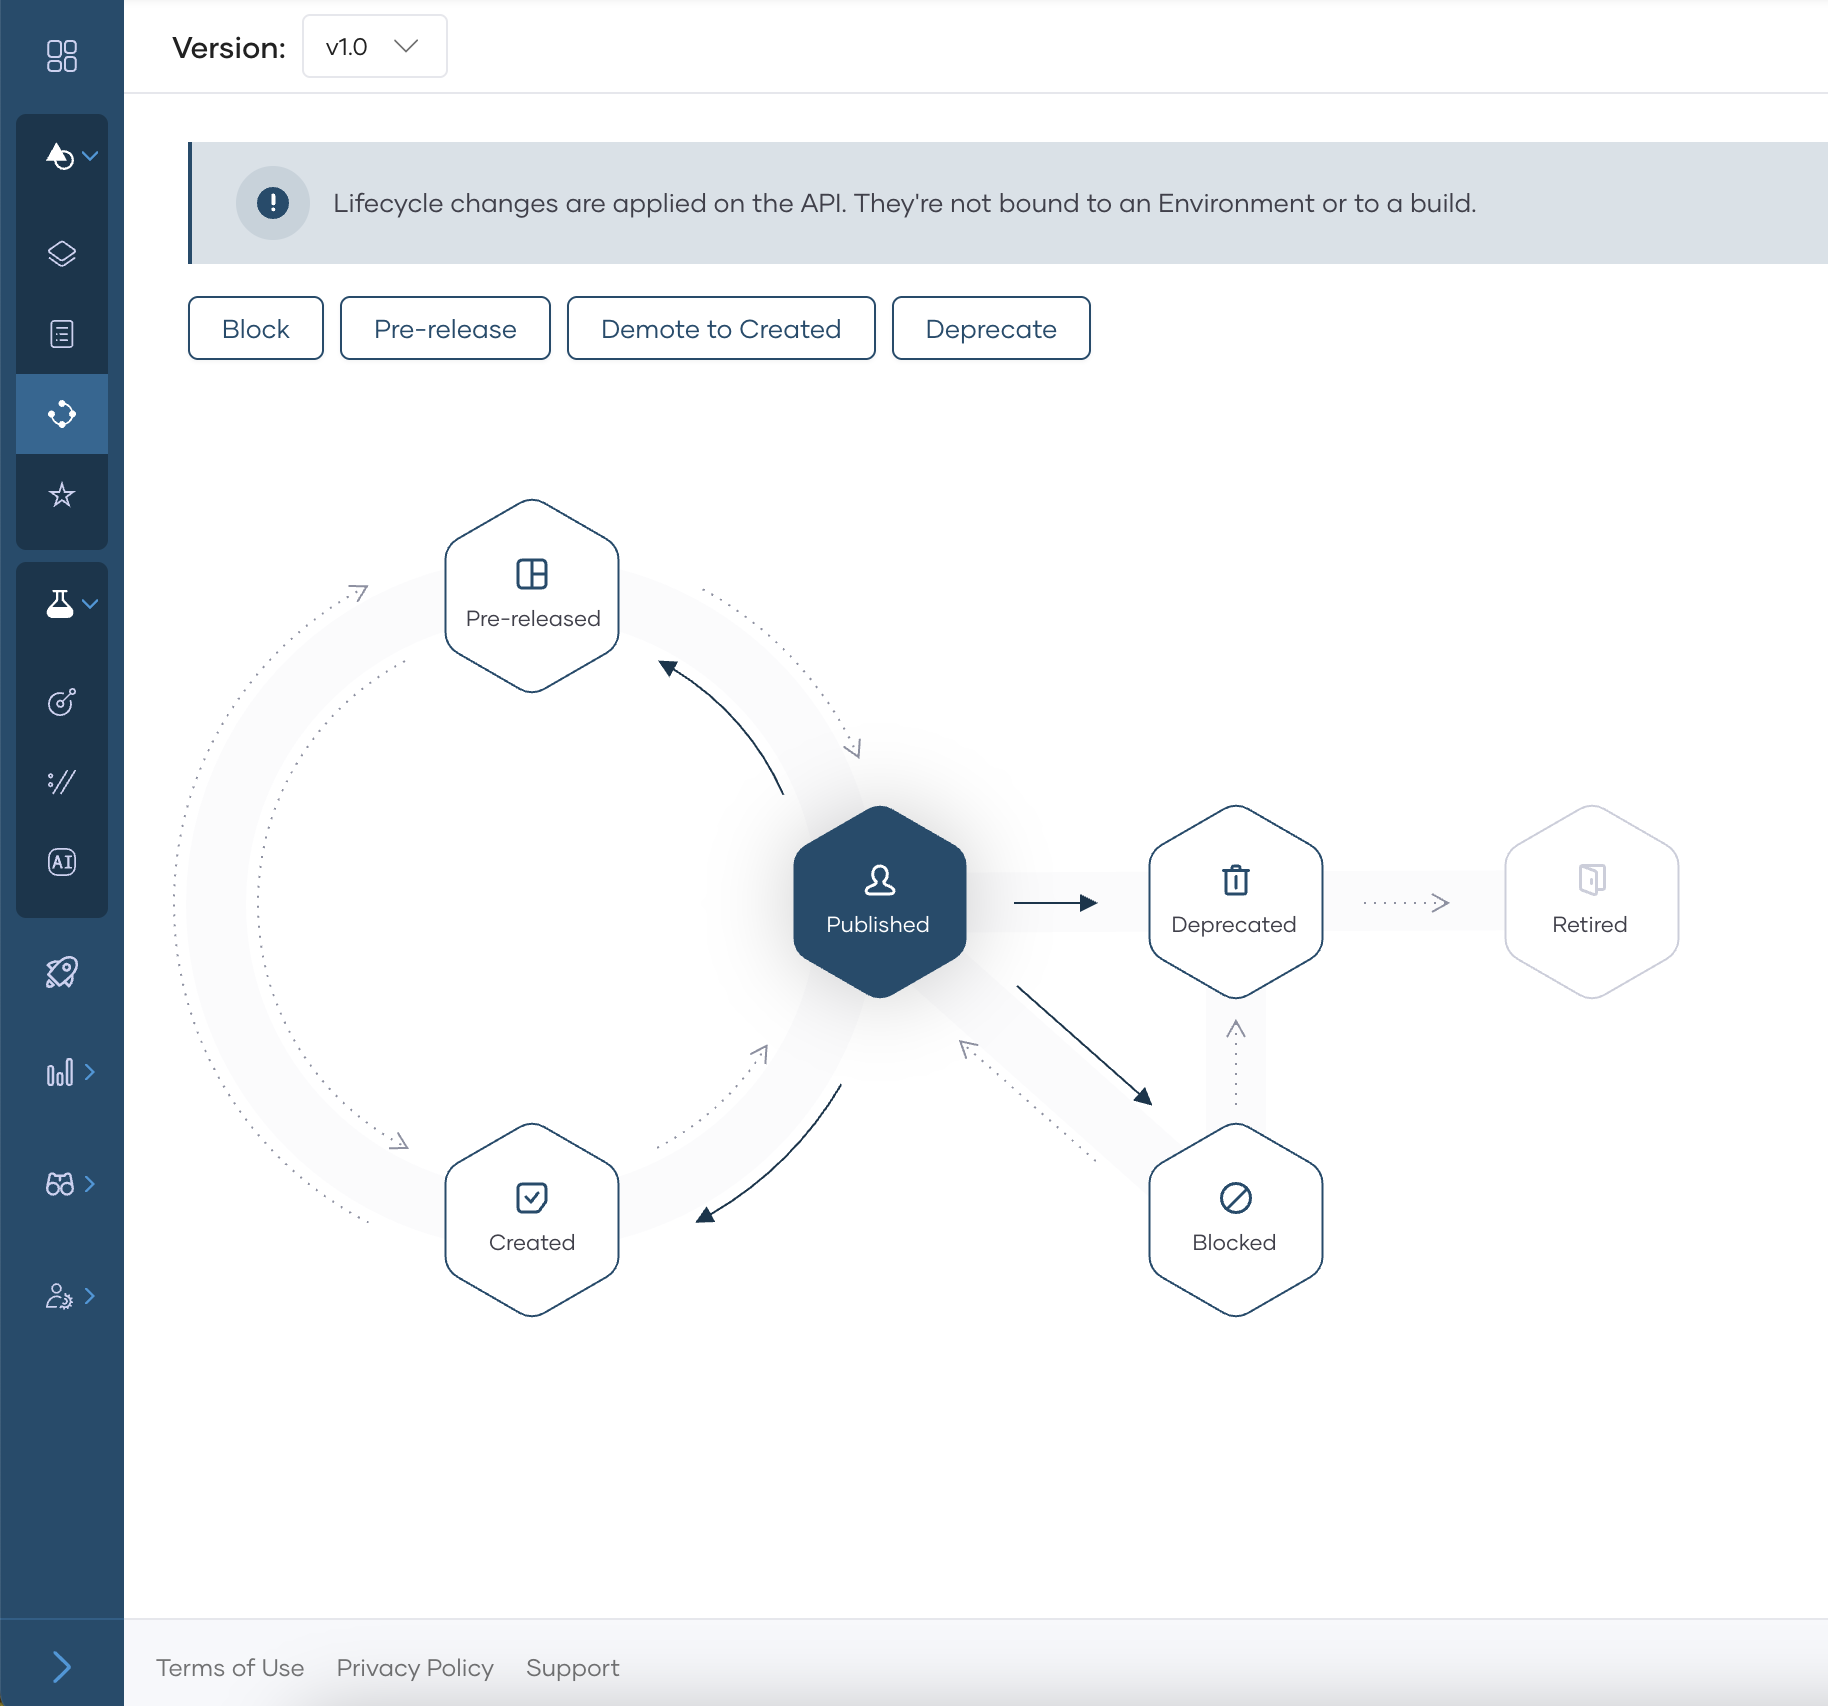 Version:
v1.0
Lifecycle changes are applied on the API. They're not bound to an Environment or to a build.
Block
Pre-release
Demote to Created
Deprecate
Pre-released
Published
Deprecated
Retired
Created
Blocked
AI
Terms of Use
Privacy Policy
Support